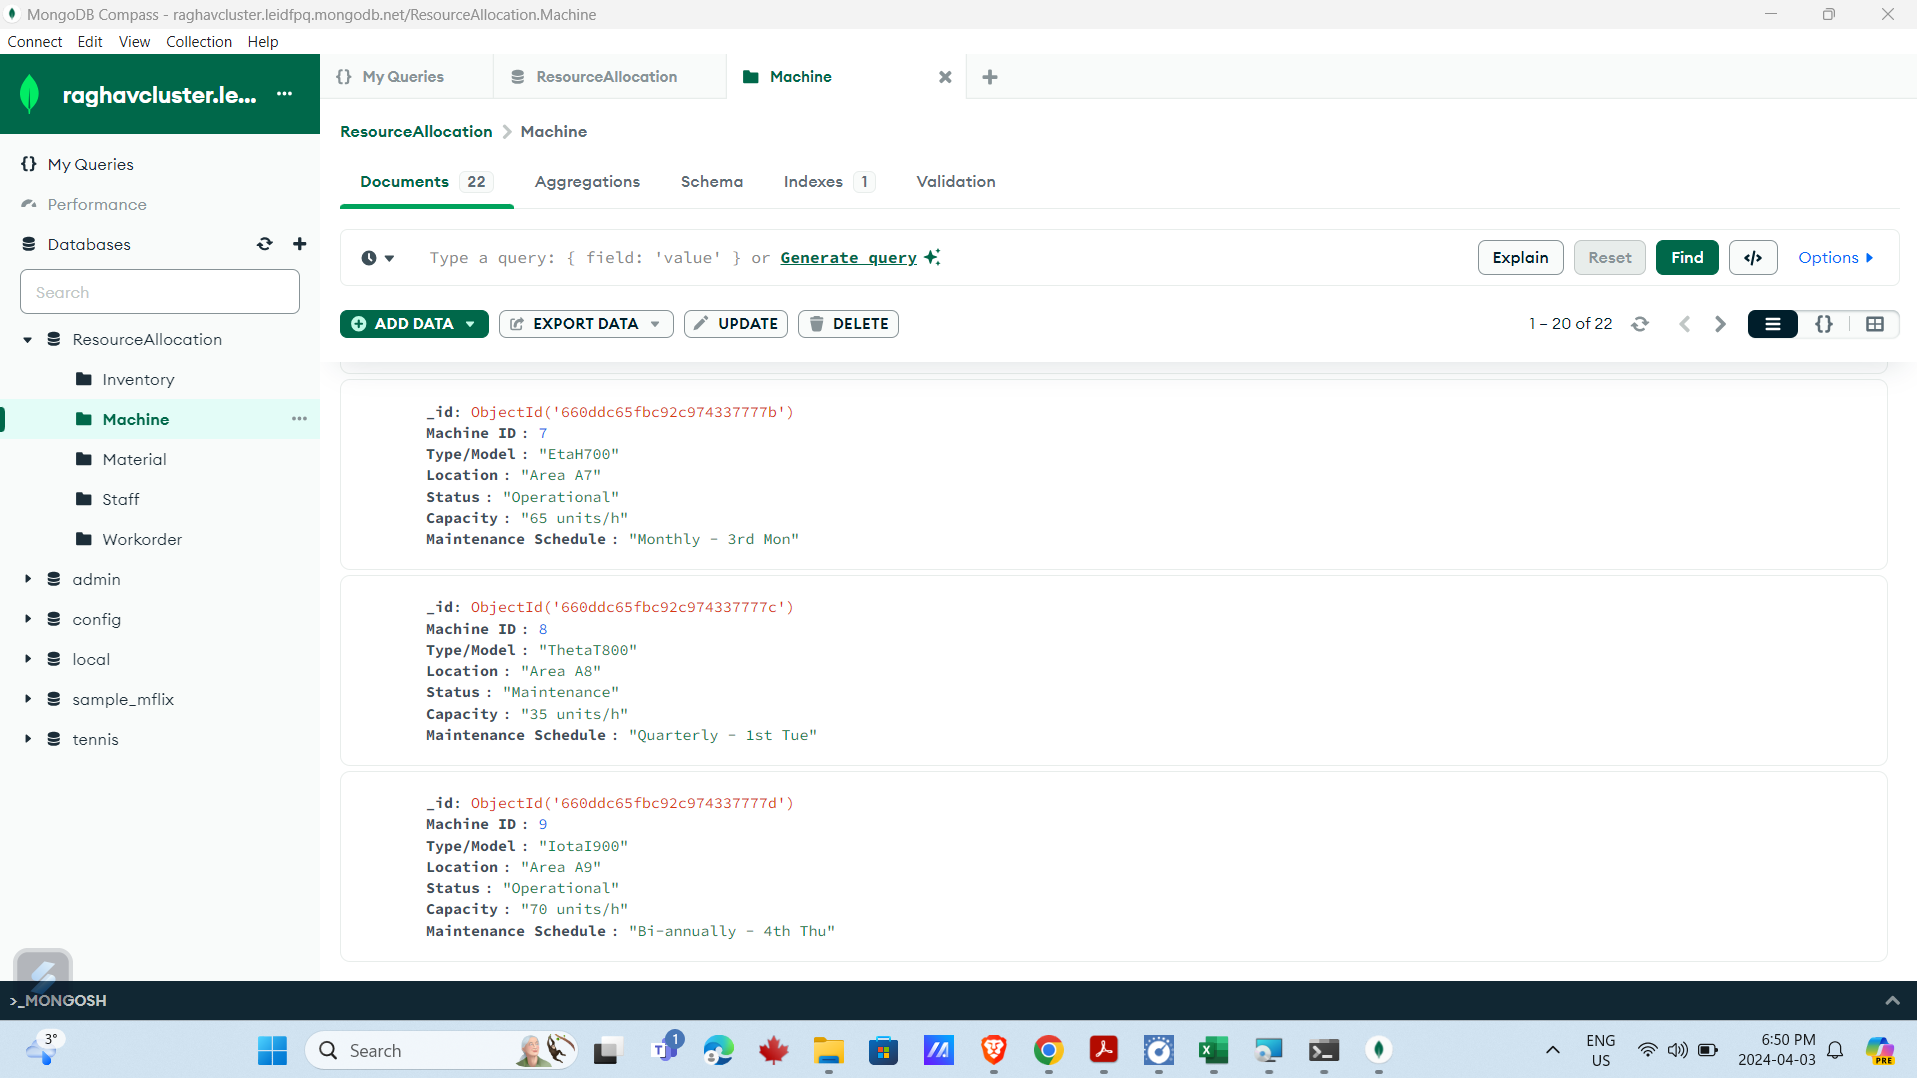 MongoDB Compass - raghavcluster.leidfpq.mongodb.net/ResourceAllocation.Machine
Connect Edit View Collection Help
raghavcluster.le... ...
{} My Queries
ResourceAllocation
Machine
ResourceAllocation > Machine
My Queries
Performance
Databases
Search
ResourceAllocation
Inventory
Machine
Material
Staff
Workorder
admin
config
local
sample_mflix
tennis
Documents 22 Aggregations Schema Indexes 1 Validation
Type a query: { field: 'value' } or Generate query
Explain Reset Find </> Options
ADD DATA EXPORT DATA UPDATE DELETE
1 – 20 of 22
{}
_id: ObjectId('660ddc65fbc92c974337777b')
Machine ID : 7
Type/Model : "EtaH700"
Location : "Area A7"
Status : "Operational"
Capacity : "65 units/h"
Maintenance Schedule : "Monthly - 3rd Mon"
_id: ObjectId('660ddc65fbc92c974337777c')
Machine ID : 8
Type/Model : "ThetaT800"
Location : "Area A8"
Status : "Maintenance"
Capacity : "35 units/h"
Maintenance Schedule : "Quarterly - 1st Tue"
_id: ObjectId('660ddc65fbc92c974337777d')
Machine ID : 9
Type/Model : "IotaI900"
Location : "Area A9"
Status : "Operational"
Capacity : "70 units/h"
Maintenance Schedule : "Bi-annually - 4th Thu"
>_MONGOSH
3°
Search
1
ENG
US
6:50 PM
2024-04-03
PRE